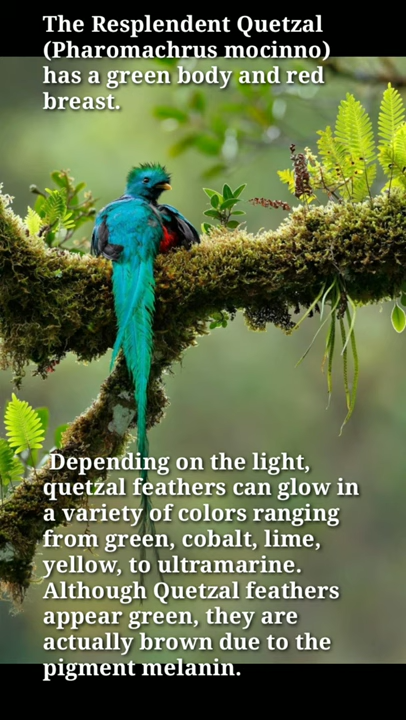 The Resplendent Quetzal
(Pharomachrus mocinno)
has a green body and red
breast.
Depending on the light,
quetzal feathers can glow in
a variety of colors ranging
from green, cobalt, lime,
yellow, to ultramarine.
Although Quetzal feathers
appear green, they are
actually brown due to the
pigment melanin.